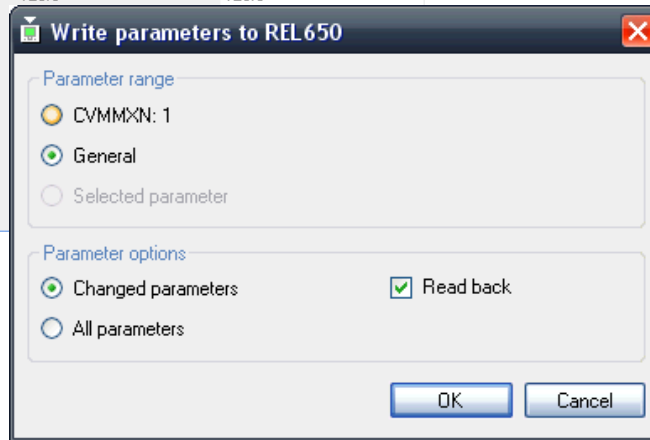 Write parameters to REL650
Parameter range
CVMMXN: 1
General
Selected parameter
Parameter options
Changed parameters
Read back
All parameters
OK
Cancel